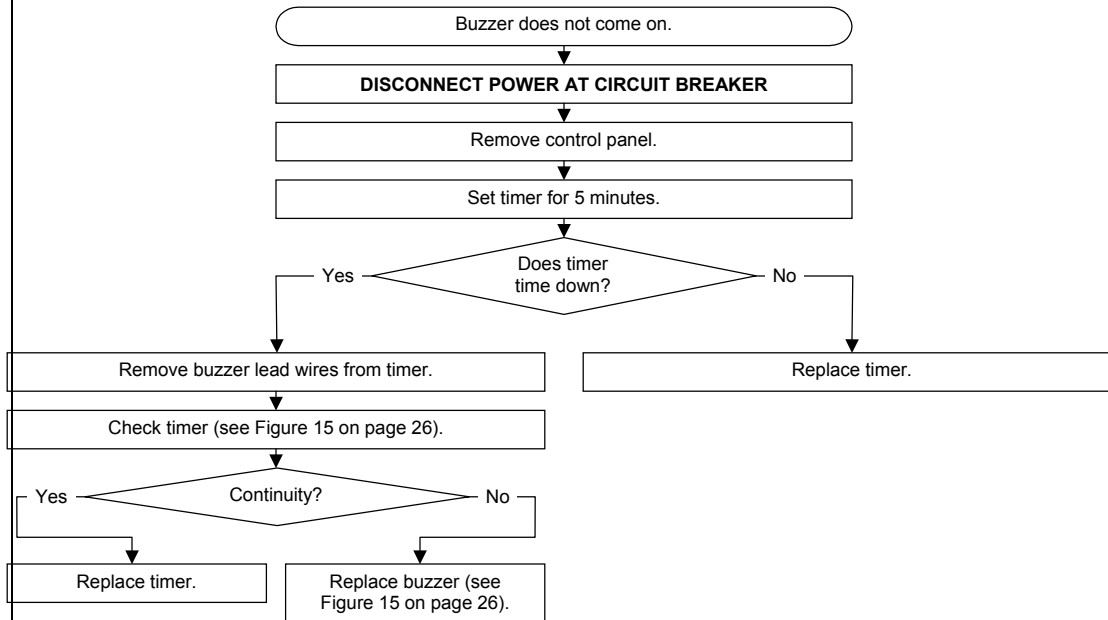 Buzzer does not come on.
DISCONNECT POWER AT CIRCUIT BREAKER
Remove control panel.
Set timer for 5 minutes.
Does timer
time down?
Yes
No
Remove buzzer lead wires from timer.
Replace timer.
Check timer (see Figure 15 on page 26).
Continuity?
Yes
No
Replace timer.
Replace buzzer (see
Figure 15 on page 26).